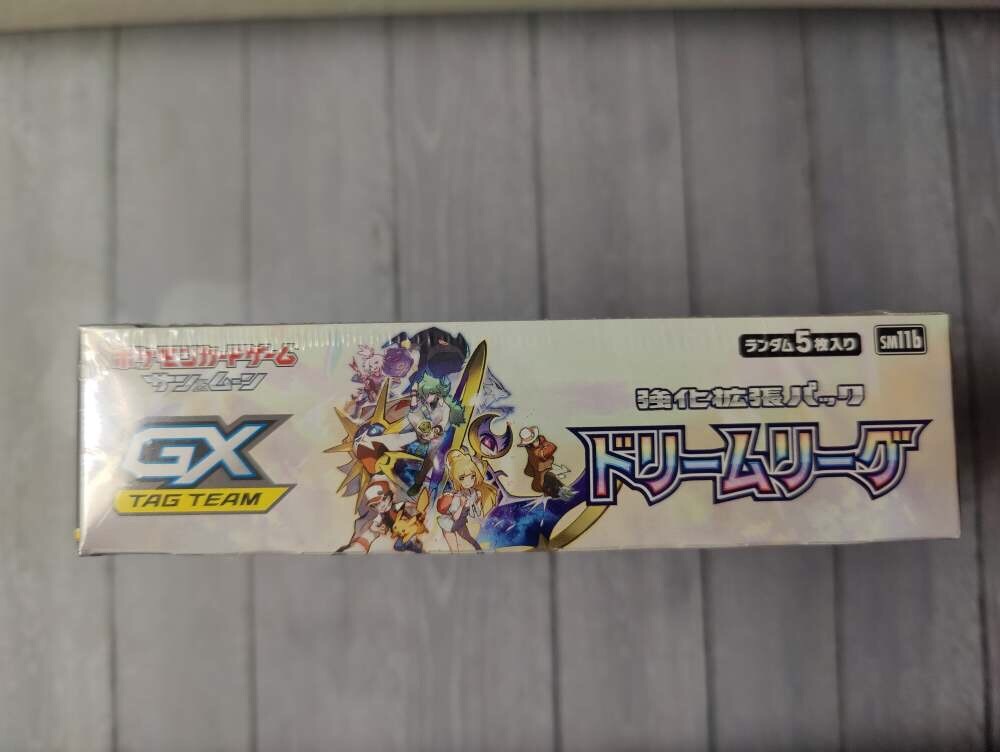 ポケモンカードゲーム
サン&ムーン
GX
TAG TEAM
ランダム5枚入り
SM11b
強化拡張パック
ドリームリーグ